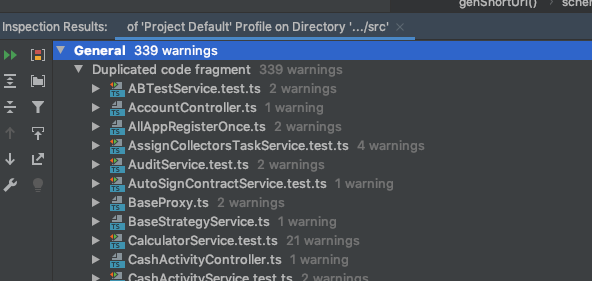 genShortUrl() › schem
Inspection Results: of 'Project Default' Profile on Directory '.../src' ×
General 339 warnings
Duplicated code fragment 339 warnings
ABTestService.test.ts 2 warnings
AccountController.ts 1 warning
AllAppRegisterOnce.ts 2 warnings
AssignCollectorsTaskService.test.ts 4 warnings
AuditService.test.ts 2 warnings
AutoSignContractService.test.ts 1 warning
BaseProxy.ts 2 warnings
BaseStrategyService.ts 1 warning
CalculatorService.test.ts 21 warnings
CashActivityController.ts 1 warning
CashActivityService.test.ts 2 warnings